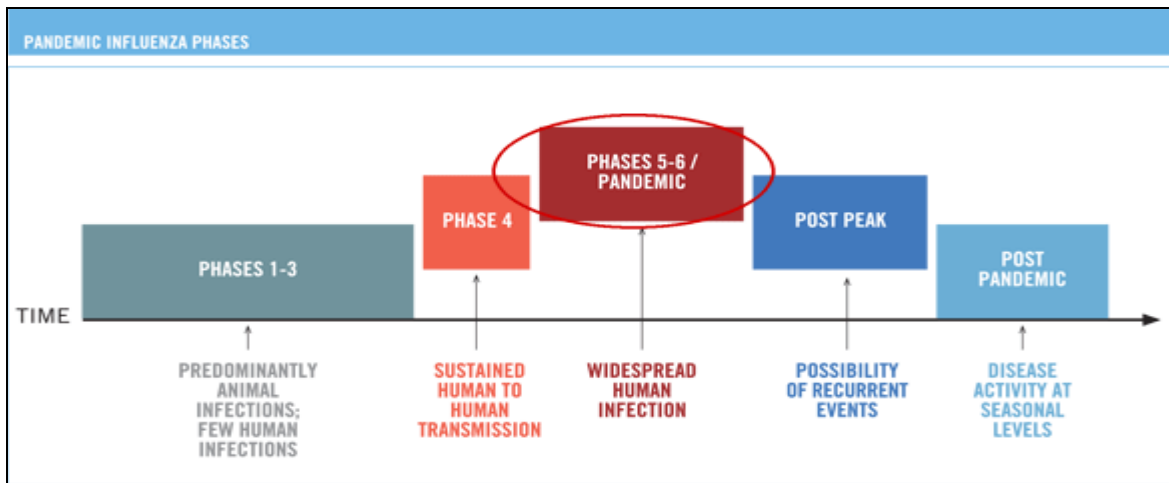 PANDEMIC INFLUENZA PHASES
PHASES 5-6 /
PANDEMIC
PHASE 4
POST PEAK
PHASES 1-3
POST
PANDEMIC
TIME
PREDOMINANTLY
ANIMAL
INFECTIONS;
FEW HUMAN
INFECTIONS
SUSTAINED
HUMAN TO
HUMAN
TRANSMISSION
WIDESPREAD
HUMAN
INFECTION
POSSIBILITY
OF RECURRENT
EVENTS
DISEASE
ACTIVITY AT
SEASONAL
LEVELS